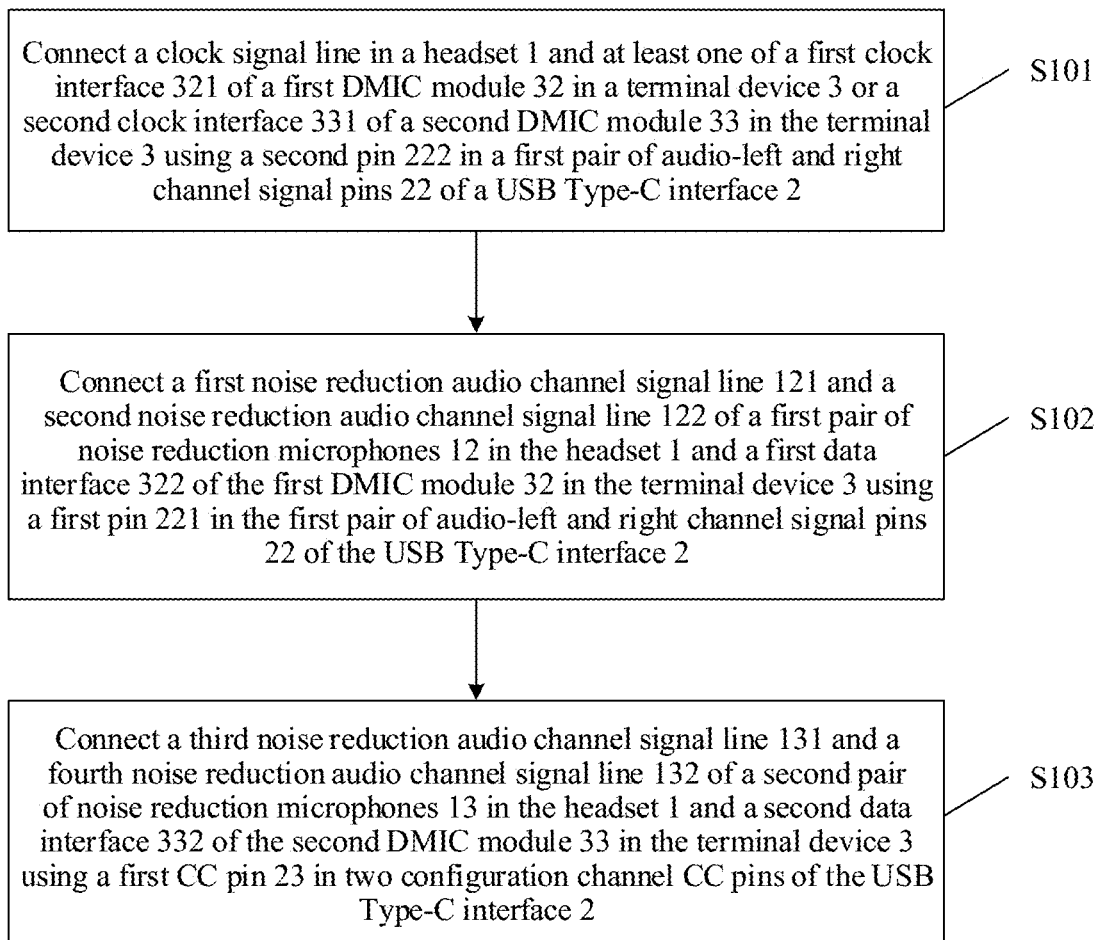 Connect a clock signal line in a headset 1 and at least one of a first clock
interface 321 of a first DMIC module 32 in a terminal device 3 or a
second clock interface 331 of a second DMIC module 33 in the terminal
device 3 using a second pin 222 in a first pair of audio-left and right
channel signal pins 22 of a USB Type-C interface 2
S101
Connect a first noise reduction audio channel signal line 121 and a
second noise reduction audio channel signal line 122 of a first pair of
noise reduction microphones 12 in the headset 1 and a first data
interface 322 of the first DMIC module 32 in the terminal device 3 using
a first pin 221 in the first pair of audio-left and right channel signal pins
22 of the USB Type-C interface 2
S102
Connect a third noise reduction audio channel signal line 131 and a
fourth noise reduction audio channel signal line 132 of a second pair
of noise reduction microphones 13 in the headset 1 and a second data
interface 332 of the second DMIC module 33 in the terminal device 3
using a first CC pin 23 in two configuration channel CC pins of the USB
Type-C interface 2
S103